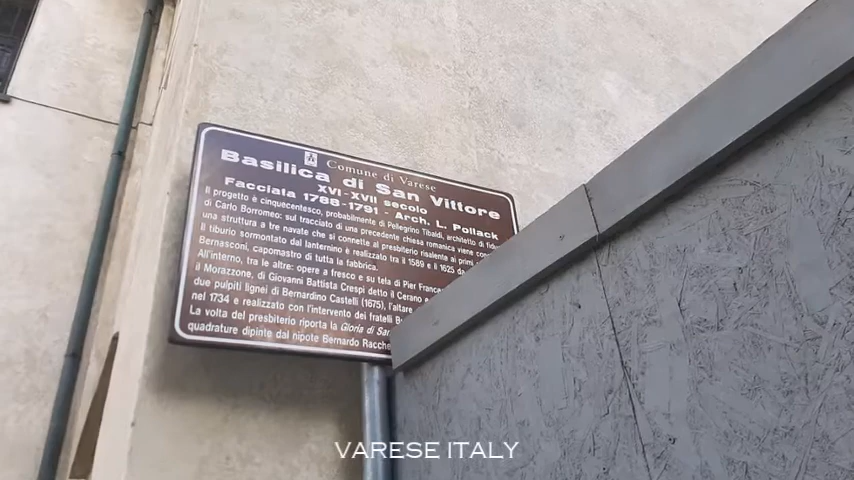 Comune di Varese
Basilica di San Vittore
XVI-XVII secolo
Facciata 1788-1791 - Arch. L. Pollack
Il progetto è cinquecentesco, probabilmente di Pellegrino Tibaldi, architetto di
di Carlo Borromeo; sul tracciato di una precedente chiesa romanica viene
una struttura a tre navate che si connette al presbiterio risalente ai primi
Il tiburio sormontato dal lanternino è realizzato tra il 1589 e il 1625 da
Bernasconi, capomastro di tutta la fabbrica.
All'interno, tra le altre: opere a fresco e su tela di Pier
il Morazzone, di Giovanni Battista Crespi detto il Cerano
due pulpiti lignei di Bernardino Castelli (1675),
nel 1734 e realizzato con l'intervento dei fratelli
La volta del presbiterio riporta la Gloria di
quadrature dipinte dal nipote Bernardo
VARESE ITALY